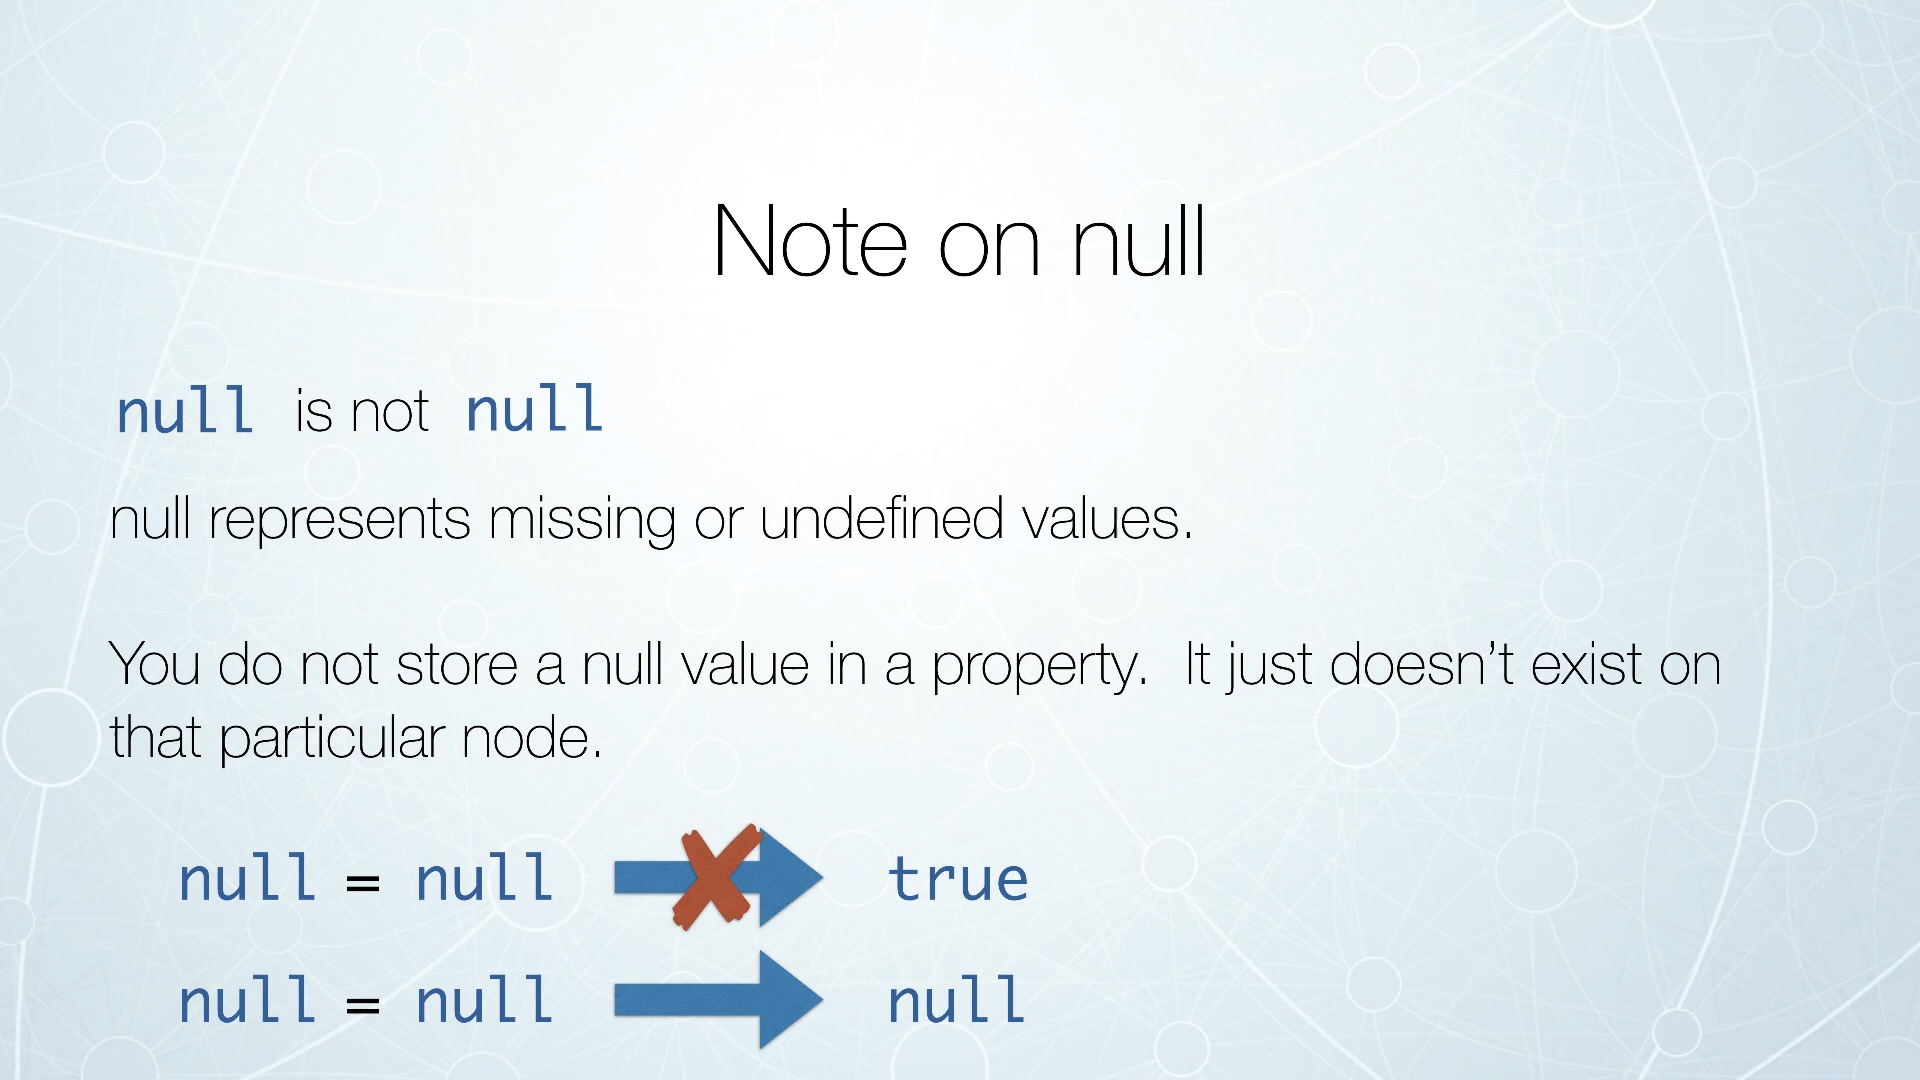 Note on null
null is not null
null represents missing or undefined values.
You do not store a null value in a property.  It just doesn’t exist on
that particular node.
null = null true
null = null null